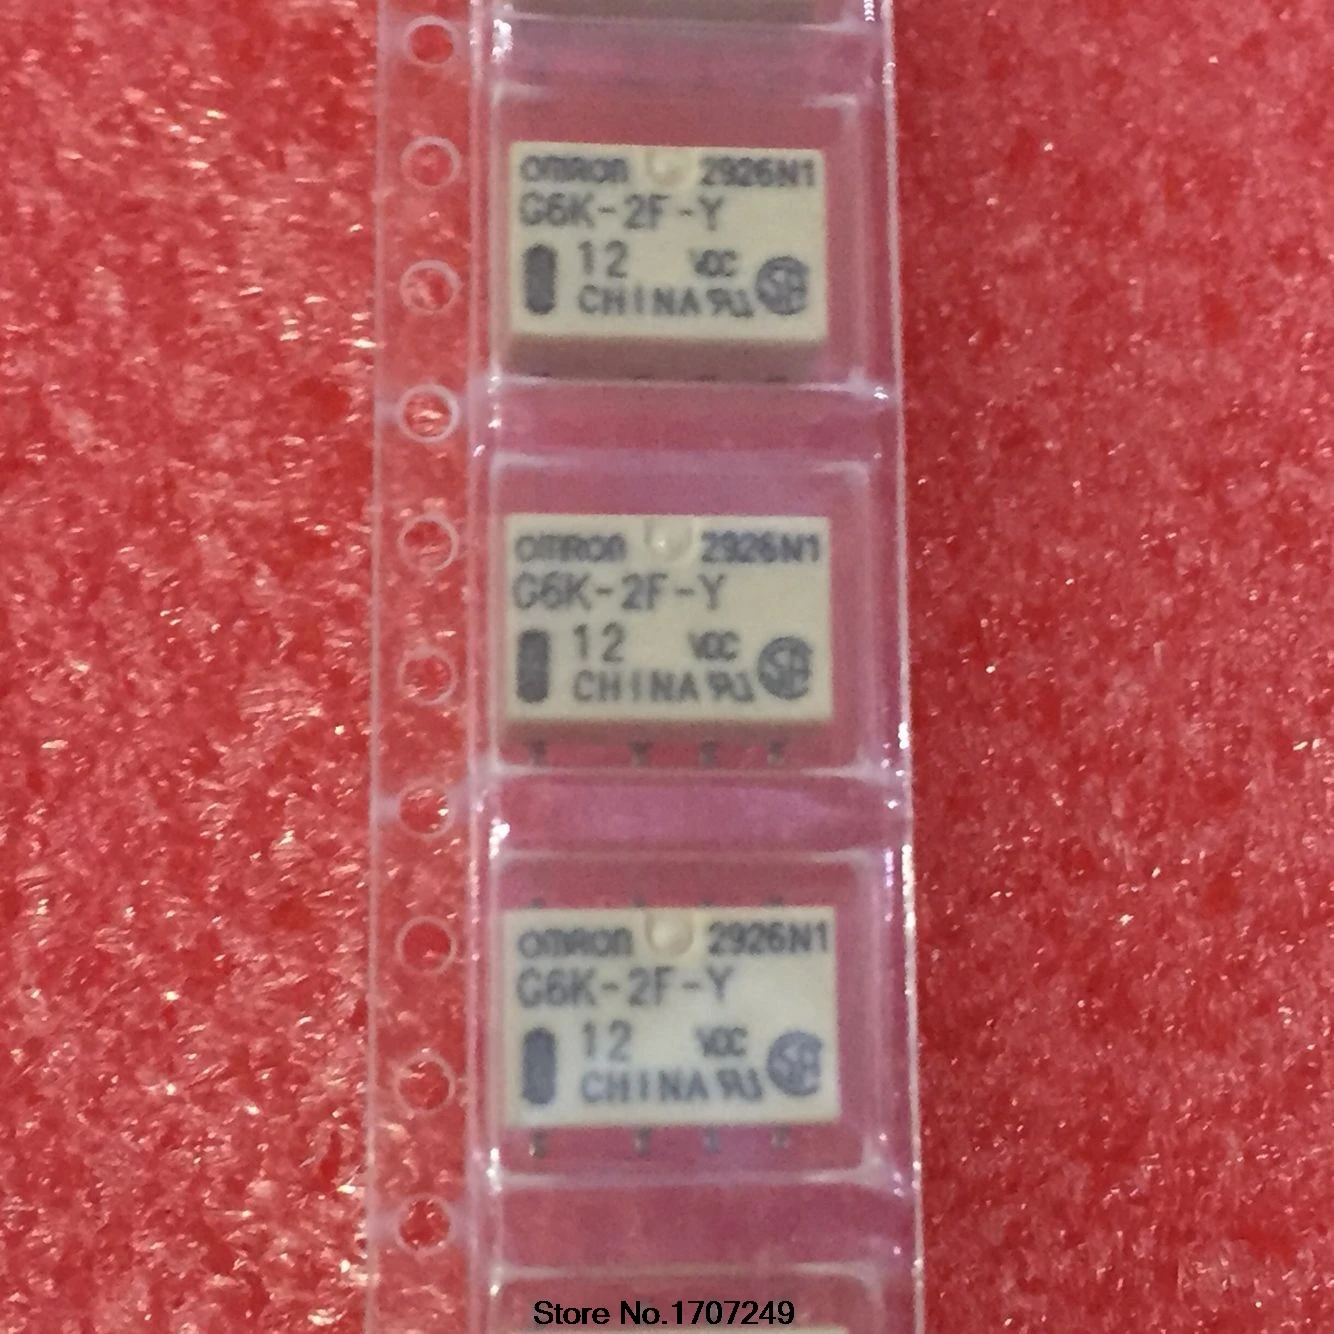 omron 2926N1
G6K-2F-Y
12 VDC
CHINA
omron 2926N1
G6K-2F-Y
12 VDC
CHINA
omron 2926N1
G6K-2F-Y
12 VDC
CHINA
Store No.1707249